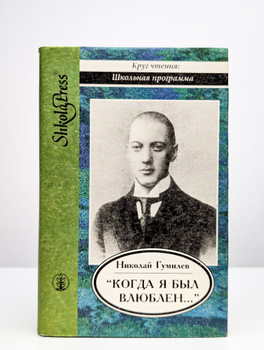 ShkolaPress
Круг чтения:
Школьная программа
Николай Гумилев
"КОГДА Я БЫЛ
ВЛЮБЛЕН..."